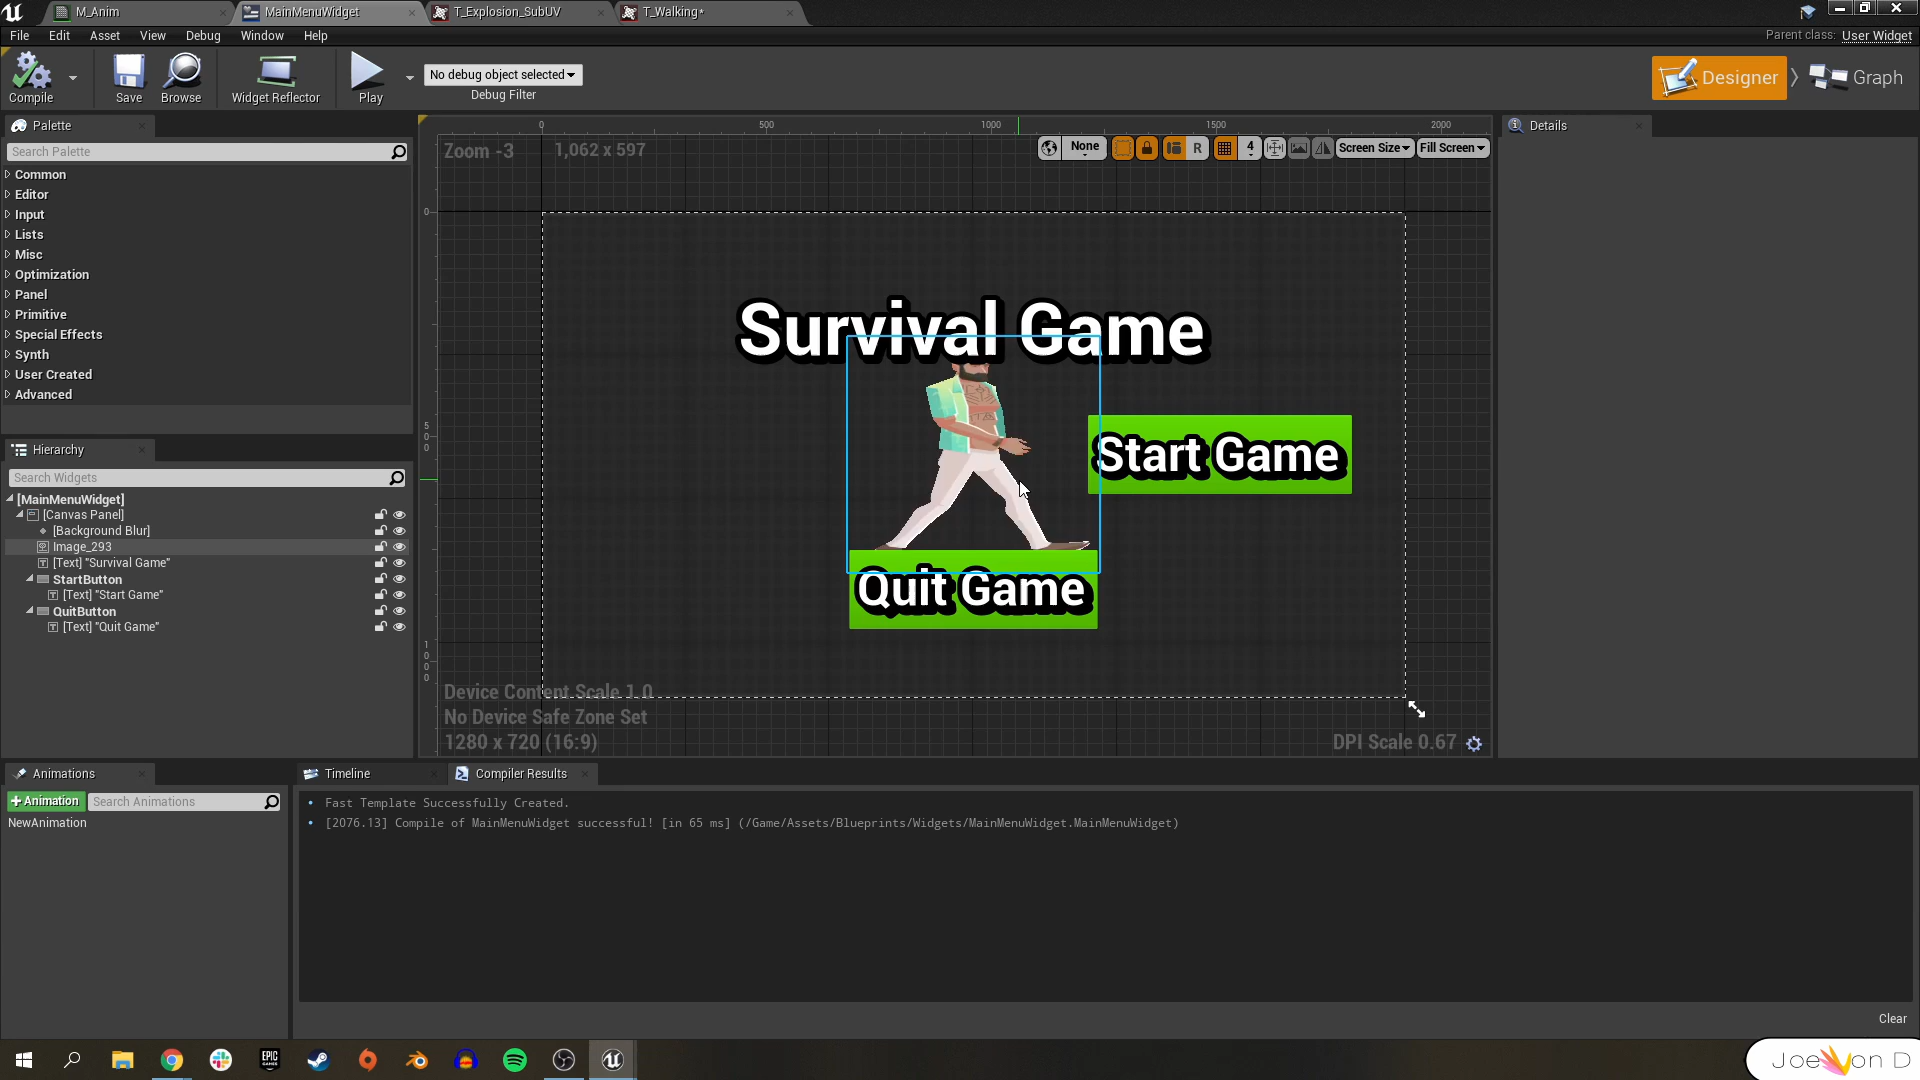 M_Anim
MainMenuWidget
T_Explosion_SubUV
T_Walking*
File Edit Asset View Debug Window Help
Parent class: User Widget
Compile
Save
Browse
Widget Reflector
Play
No debug object selected
Debug Filter
Designer
Graph
Palette
Search Palette
Common
Editor
Input
Lists
Misc
Optimization
Panel
Primitive
Special Effects
Synth
User Created
Advanced
Hierarchy
Search Widgets
[MainMenuWidget]
[Canvas Panel]
[Background Blur]
Image_293
[Text] "Survival Game"
StartButton
[Text] "Start Game"
QuitButton
[Text] "Quit Game"
0 500 1000 1500 2000
Zoom -3
1,062 x 597
None
R
4
Screen Size
Fill Screen
0
500
1000
Survival Game
Start Game
Quit Game
Device Content Scale 1.0
No Device Safe Zone Set
1280 x 720 (16:9)
DPI Scale 0.67
Details
Animations
+Animation
Search Animations
NewAnimation
Timeline
Compiler Results
Fast Template Successfully Created.
[2076.13] Compile of MainMenuWidget successful! [in 65 ms] (/Game/Assets/Blueprints/Widgets/MainMenuWidget.MainMenuWidget)
Clear
EPIC GAMES